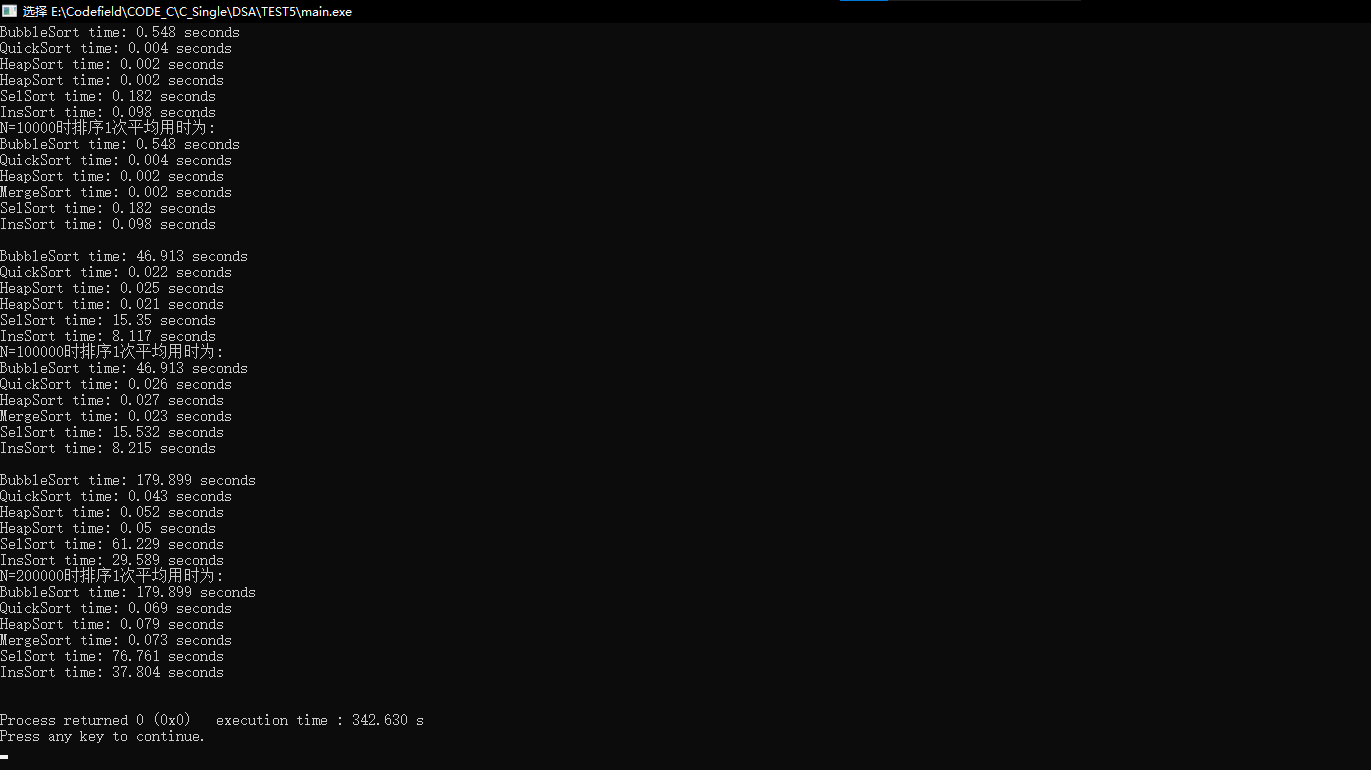 选择 E:\Codefield\CODE_C\C_Single\DSA\TEST5\main.exe
BubbleSort time: 0.548 seconds
QuickSort time: 0.004 seconds
HeapSort time: 0.002 seconds
HeapSort time: 0.002 seconds
SelSort time: 0.182 seconds
InsSort time: 0.098 seconds
N=10000时排序1次平均用时为:
BubbleSort time: 0.548 seconds
QuickSort time: 0.004 seconds
HeapSort time: 0.002 seconds
MergeSort time: 0.002 seconds
SelSort time: 0.182 seconds
InsSort time: 0.098 seconds
BubbleSort time: 46.913 seconds
QuickSort time: 0.022 seconds
HeapSort time: 0.025 seconds
HeapSort time: 0.021 seconds
SelSort time: 15.35 seconds
InsSort time: 8.117 seconds
N=100000时排序1次平均用时为:
BubbleSort time: 46.913 seconds
QuickSort time: 0.026 seconds
HeapSort time: 0.027 seconds
MergeSort time: 0.023 seconds
SelSort time: 15.532 seconds
InsSort time: 8.215 seconds
BubbleSort time: 179.899 seconds
QuickSort time: 0.043 seconds
HeapSort time: 0.052 seconds
HeapSort time: 0.05 seconds
SelSort time: 61.229 seconds
InsSort time: 29.589 seconds
N=200000时排序1次平均用时为:
BubbleSort time: 179.899 seconds
QuickSort time: 0.069 seconds
HeapSort time: 0.079 seconds
MergeSort time: 0.073 seconds
SelSort time: 76.761 seconds
InsSort time: 37.804 seconds
Process returned 0 (0x0)   execution time : 342.630 s
Press any key to continue.